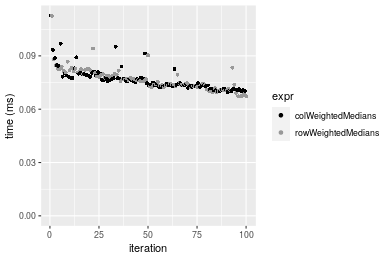 0.09
0.06
0.03
0.00
time (ms)
0 25 50 75 100
iteration
expr
colWeightedMedians
rowWeightedMedians